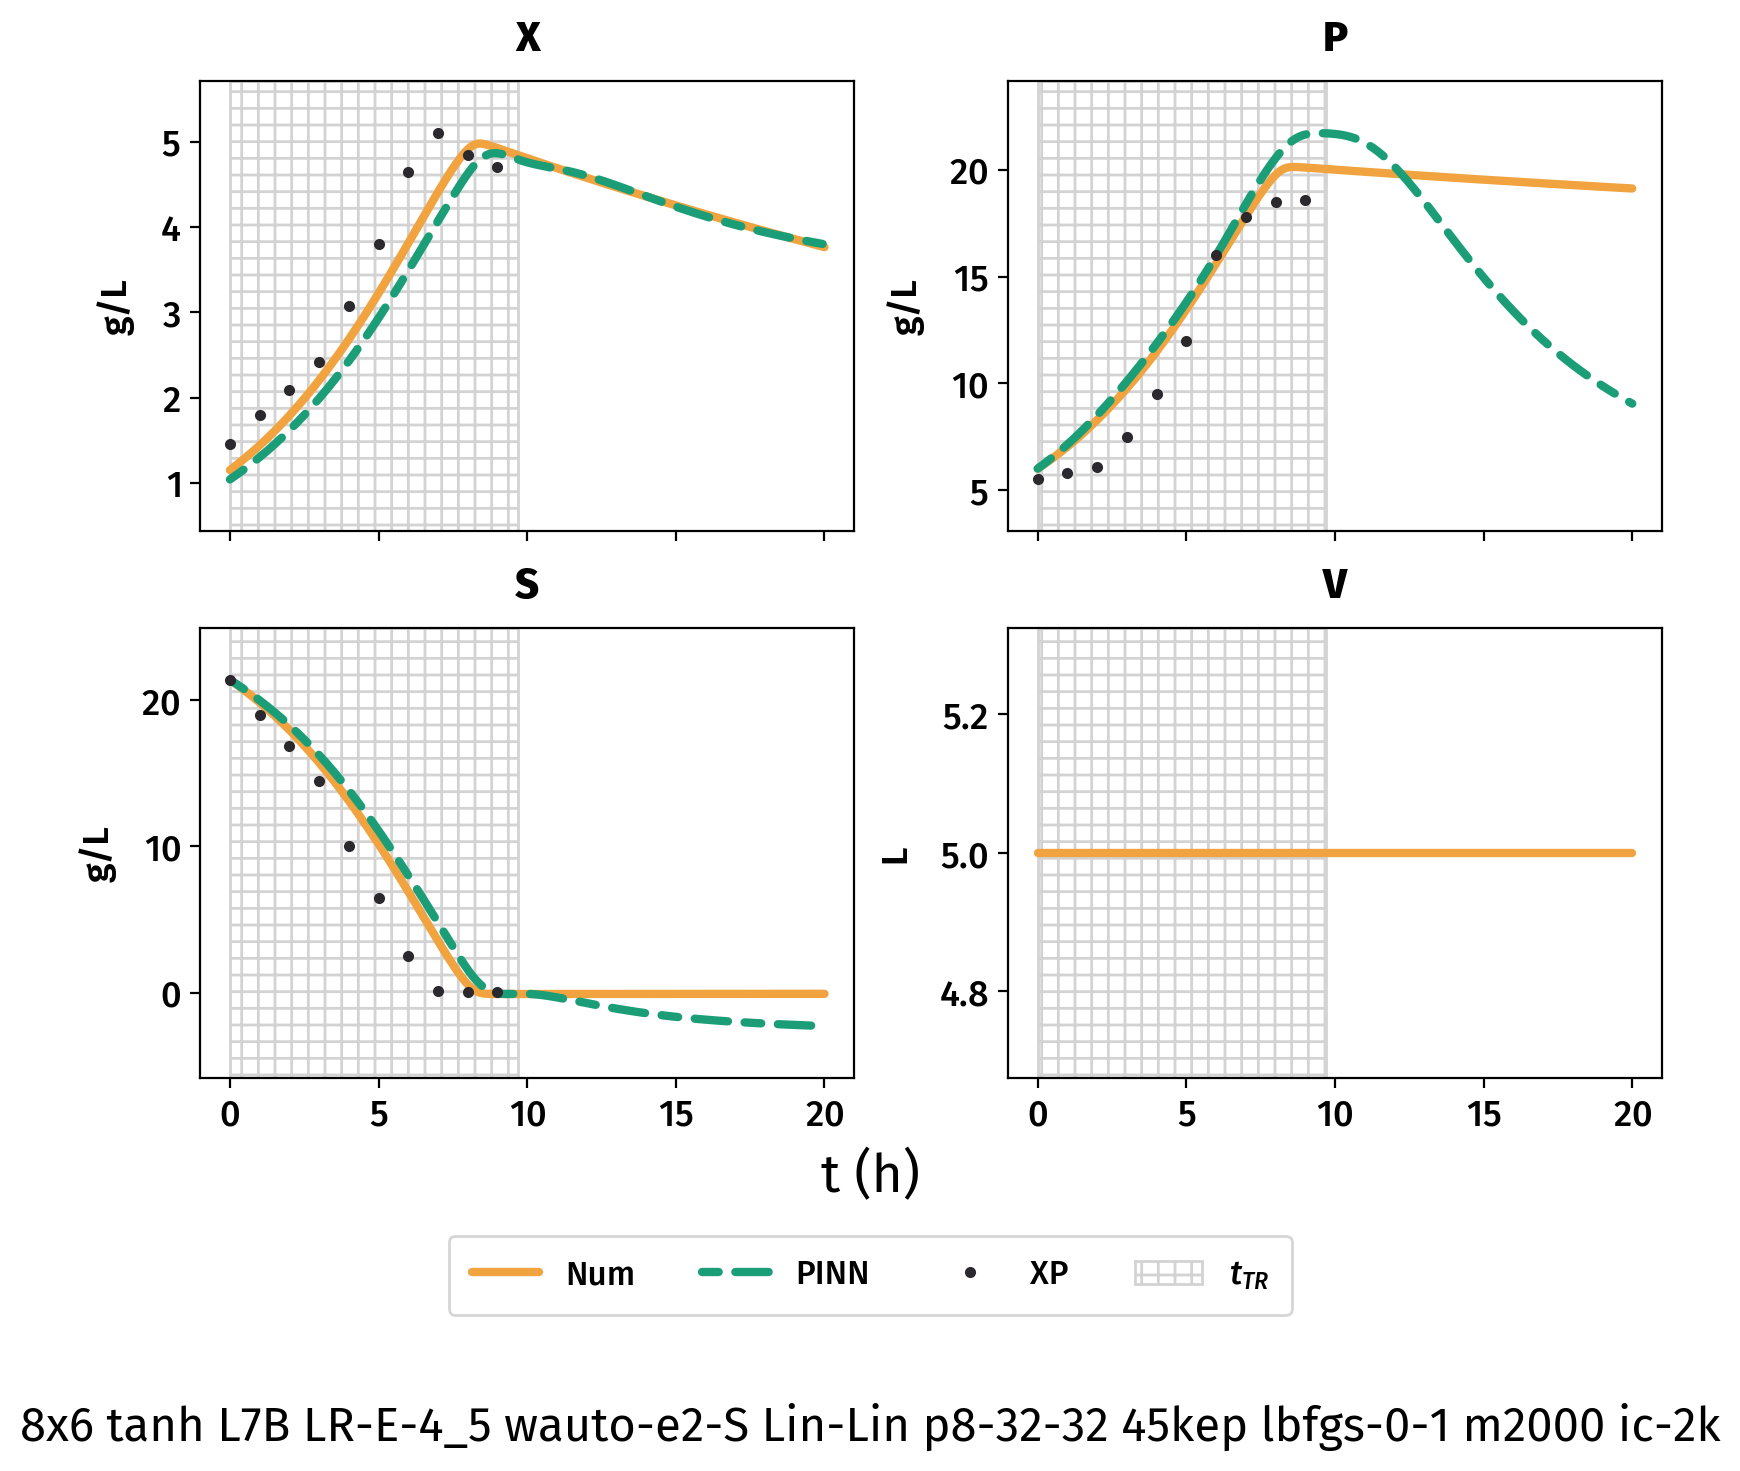 X
P
5
4
3
2
1
g/L
20
15
10
5
g/L
S
V
20
10
0
g/L
5.2
5.0
4.8
L
0 5 10 15 20
0 5 10 15 20
t (h)
Num PINN XP tTR
8x6 tanh L7B LR-E-4_5 wauto-e2-S Lin-Lin p8-32-32 45kep lbfgs-0-1 m2000 ic-2k